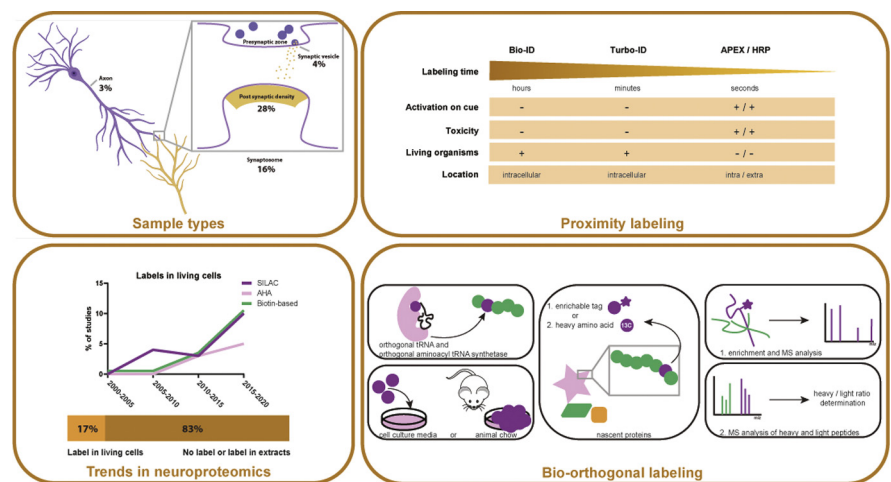 Presynaptic zone
Synaptic vesicle
4%
Axon
3%
Post synaptic density
28%
Synaptosome
16%
Sample types
Bio-ID Turbo-ID APEX / HRP
Labeling time
hours minutes seconds
Activation on cue - - + / +
Toxicity - - + / +
Living organisms + + - / -
Location intracellular intracellular intra / extra
Proximity labeling
Labels in living cells
SILAC
AHA
Biotin-based
% of studies
15
10
5
0
2000-2005
2005-2010
2010-2015
2015-2020
17% 83%
Label in living cells No label or label in extracts
Trends in neuroproteomics
orthogonal tRNA and
orthogonal aminoacyl tRNA synthetase
cell culture media or animal chow
1. enrichable tag
or
2. heavy amino acid
13C
nascent proteins
1. enrichment and MS analysis
heavy / light ratio
determination
2. MS analysis of heavy and light peptides
Bio-orthogonal labeling